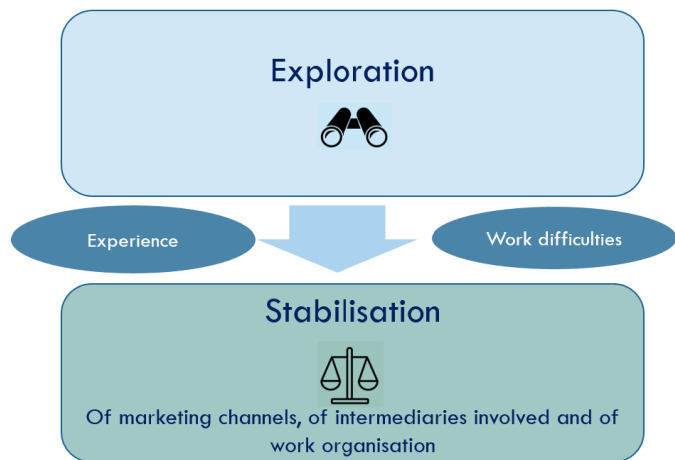 Exploration
Experience
Work difficulties
Stabilisation
Of marketing channels, of intermediaries involved and of
work organisation